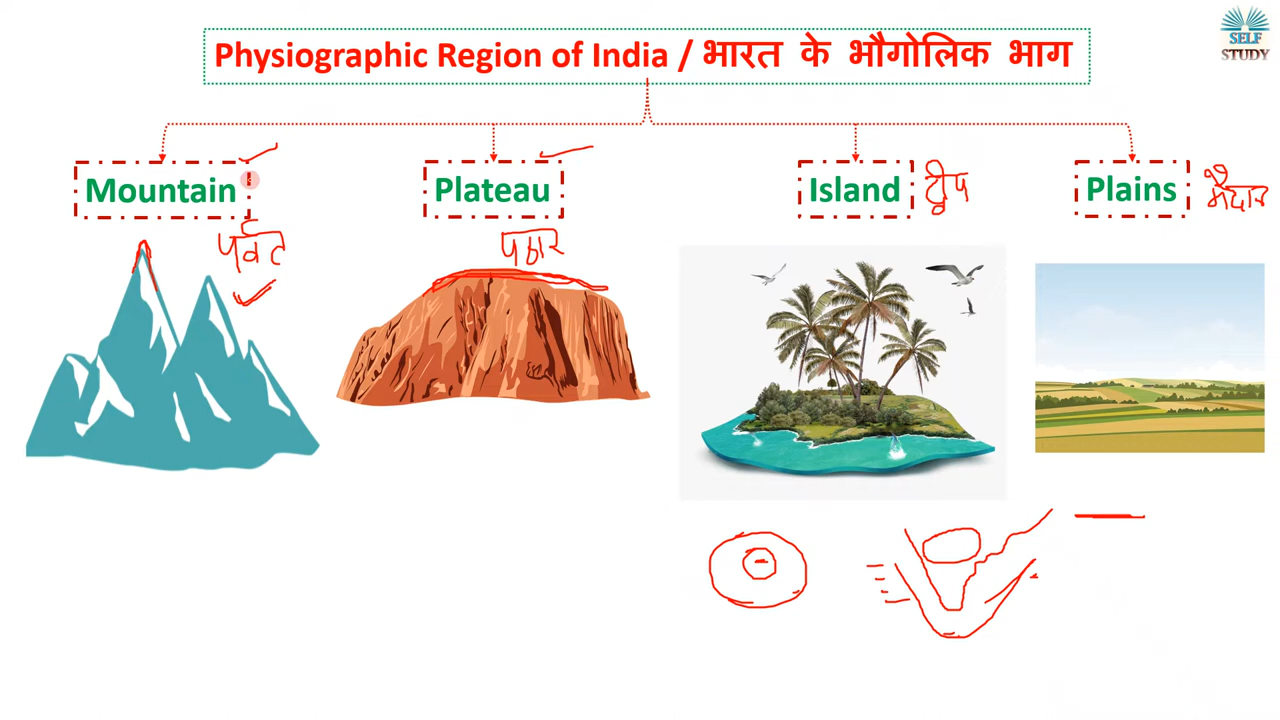 Physiographic Region of India / भारत के भौगोलिक भाग
SELF
STUDY
Mountain
Plateau
Island
द्वीप
Plains
मैदान
पर्वत
पठार